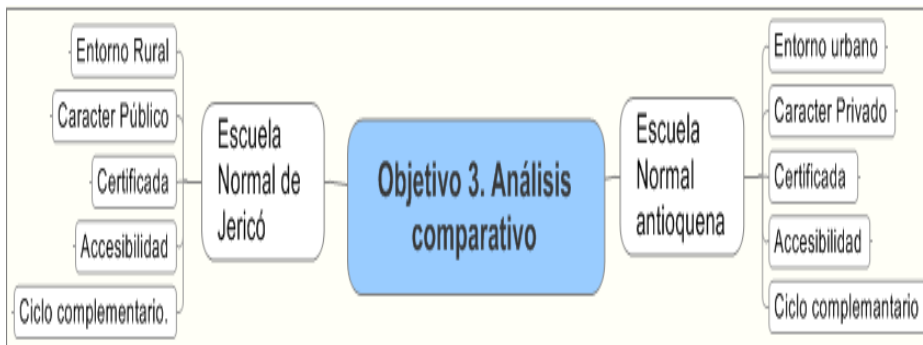 Entorno Rural
Caracter Público
Certificada
Accesibilidad
Ciclo complementario.
Escuela
Normal de
Jericó
Objetivo 3. Análisis
comparativo
Escuela
Normal
antioquena
Entorno urbano
Caracter Privado
Certificada
Accesibilidad
Ciclo complemantario